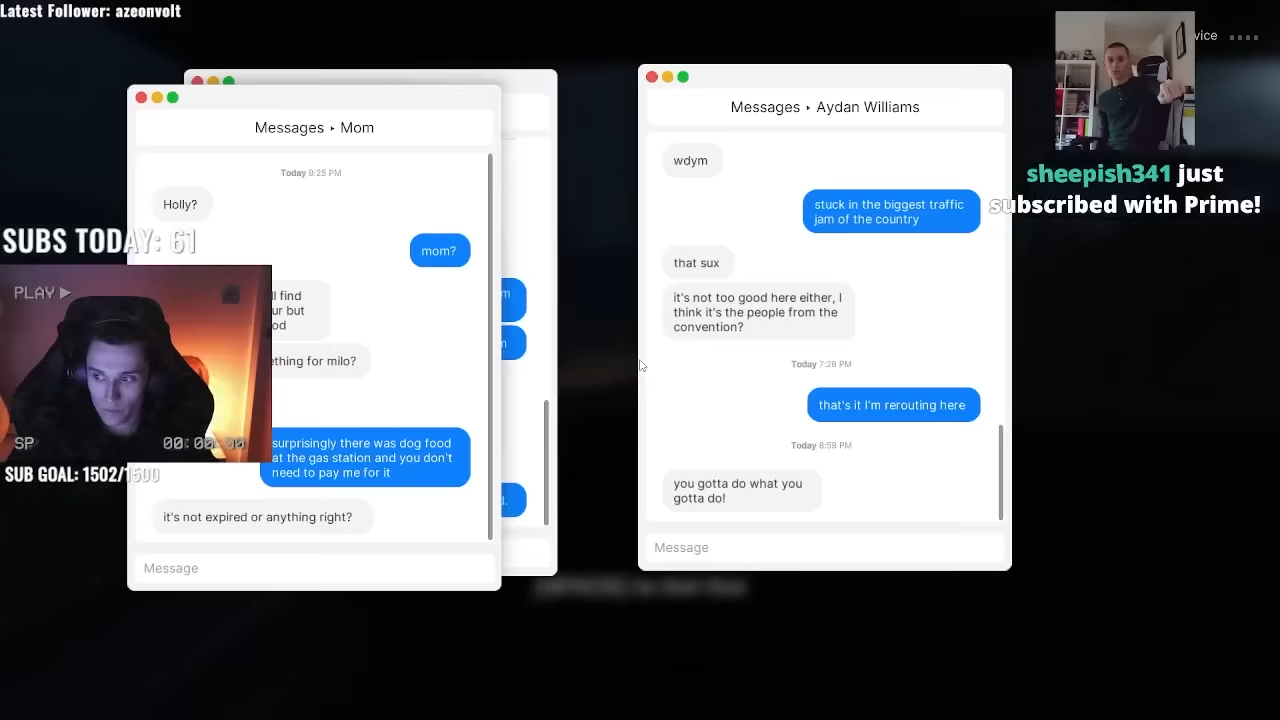 Latest Follower: azeonvolt
Messages ▸ Mom
Today 9:25 PM
Holly?
mom?
ll find
ur but
od
ething for milo?
surprisingly there was dog food
at the gas station and you don't
need to pay me for it
it's not expired or anything right?
Message
m
n
d.
SUBS TODAY: 61
PLAY
SP
SUB GOAL: 1502/1500
Messages ▸ Aydan Williams
wdym
stuck in the biggest traffic
jam of the country
that sux
it's not too good here either, I
think it's the people from the
convention?
Today 7:28 PM
that's it I'm rerouting here
Today 8:59 PM
you gotta do what you
gotta do!
Message
vice
sheepish341 just
subscribed with Prime!